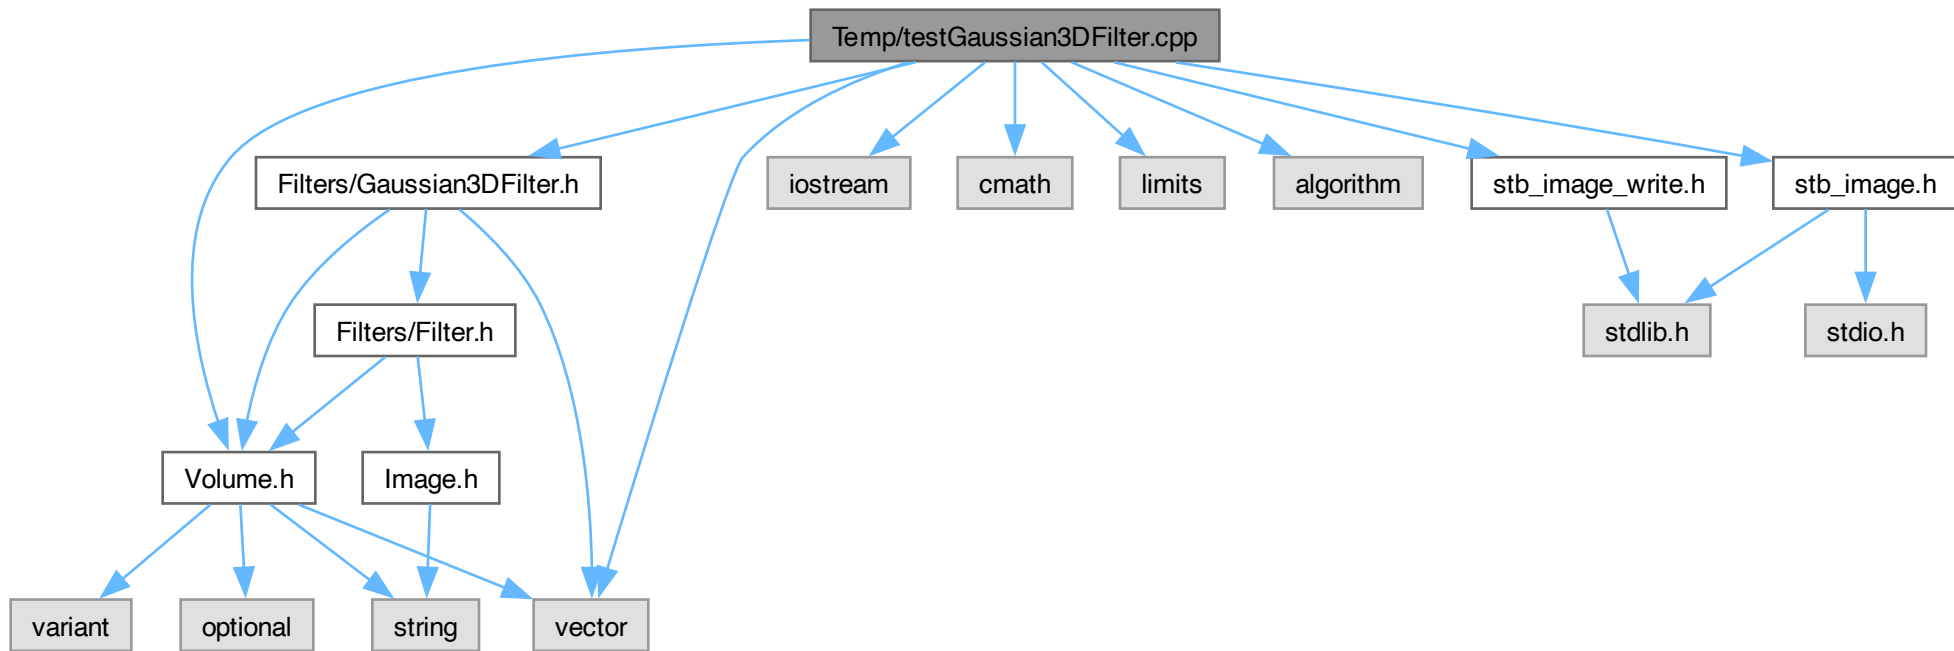 Temp/testGaussian3DFilter.cpp
Filters/Gaussian3DFilter.h
iostream
cmath
limits
algorithm
stb_image_write.h
stb_image.h
Filters/Filter.h
stdlib.h
stdio.h
Volume.h
Image.h
variant
optional
string
vector